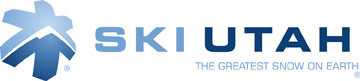 SKI UTAH
THE GREATEST SNOW ON EARTH®
®